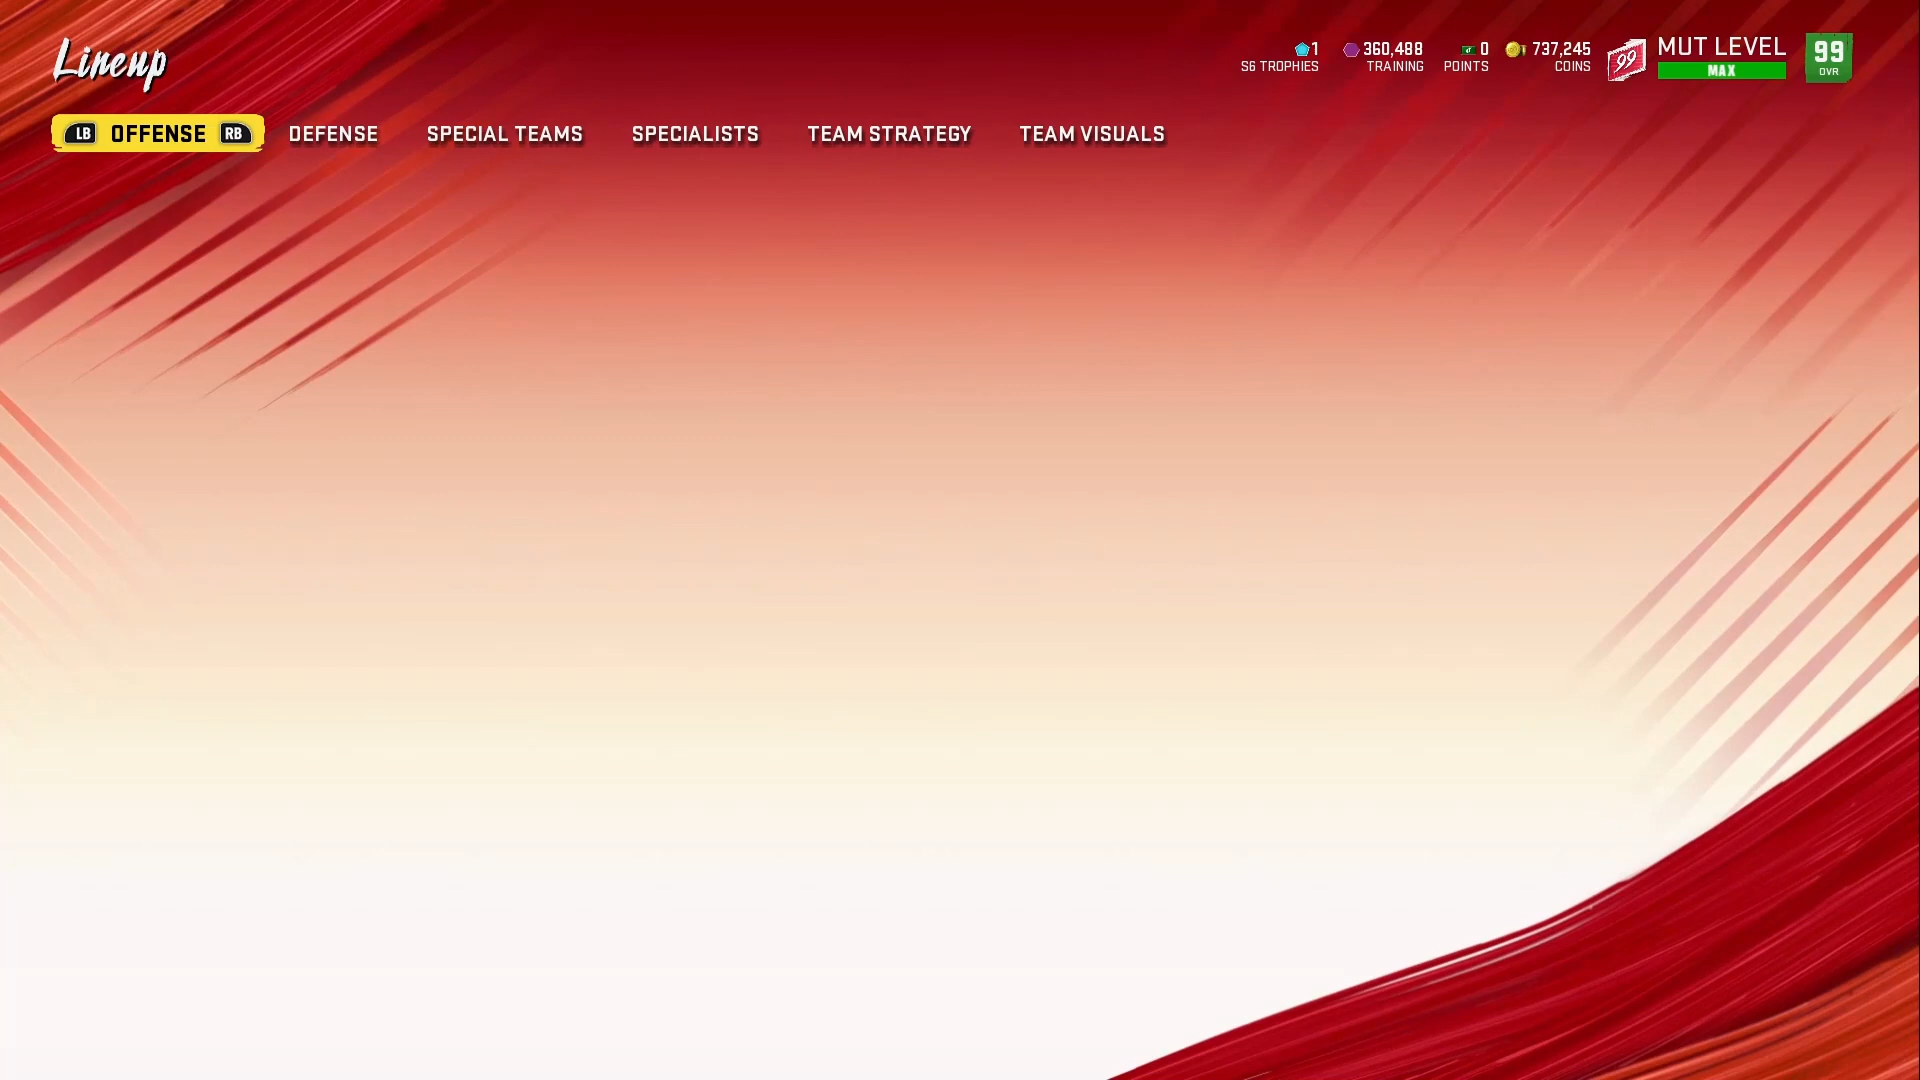 Lineup
1
S6 TROPHIES
360,488
TRAINING
0
POINTS
737,245
COINS
99
MUT LEVEL
MAX
99
OVR
LB OFFENSE RB DEFENSE SPECIAL TEAMS SPECIALISTS TEAM STRATEGY TEAM VISUALS